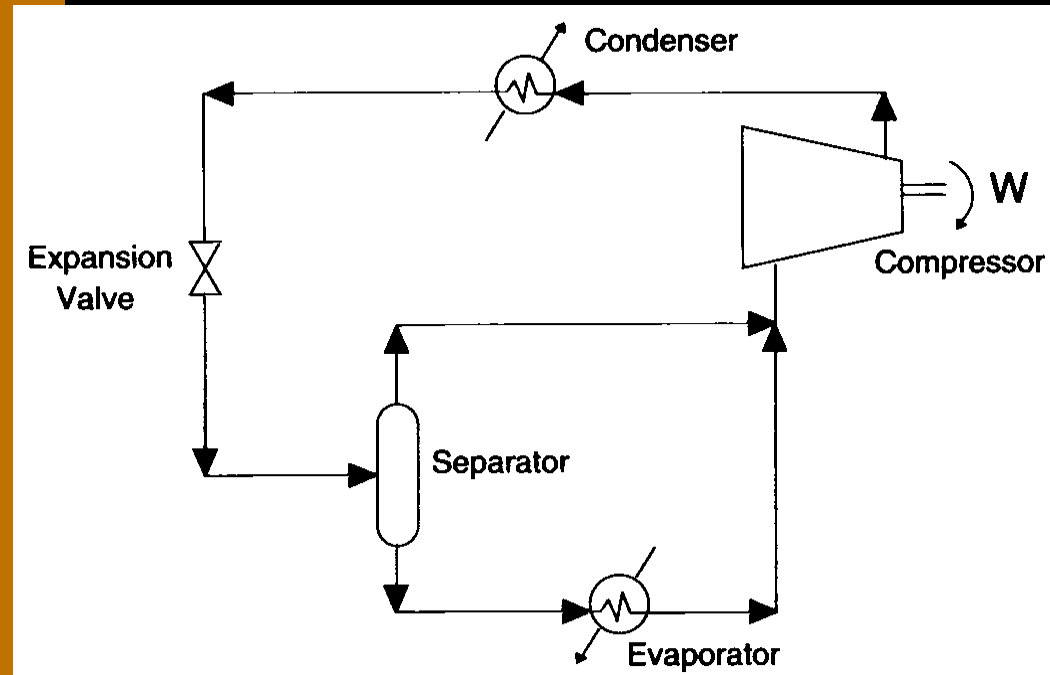 Condenser
W
Expansion
Valve
Compressor
Separator
Evaporator